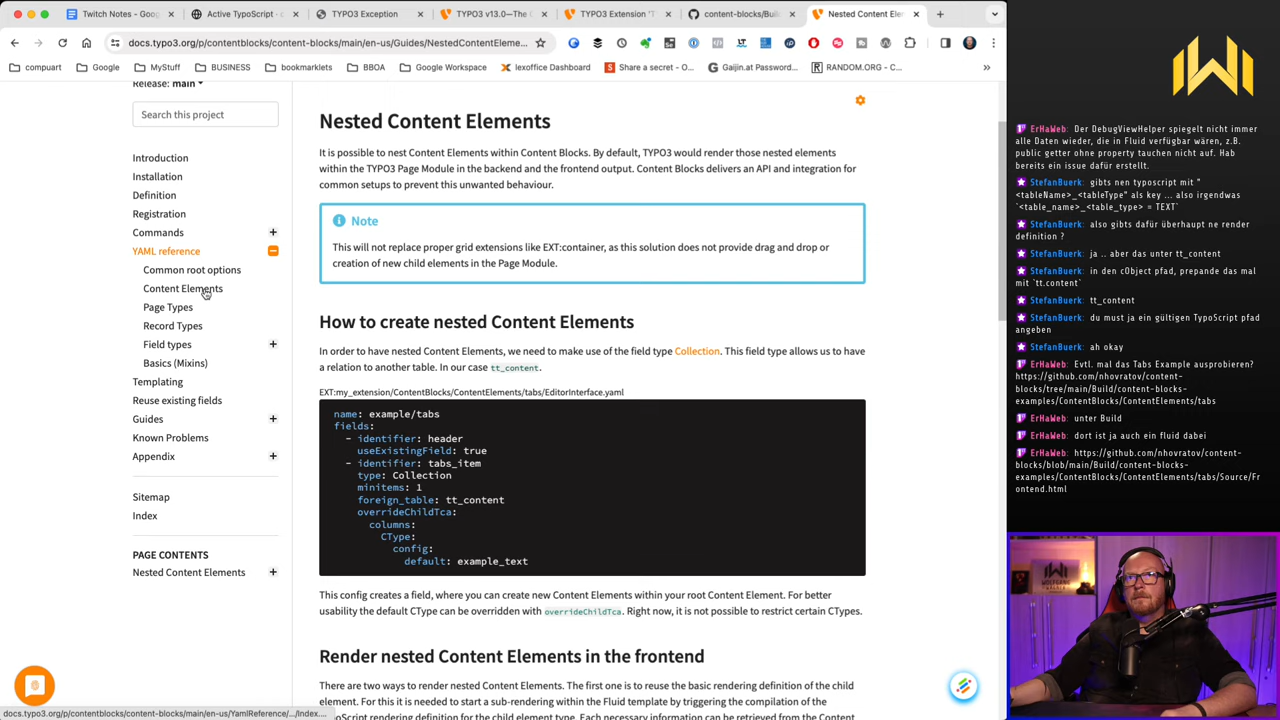 Twitch Notes - Goog
Active TypoScript - c
TYPO3 Exception
TYPO3 v13.0—The C
TYPO3 Extension "T
content-blocks/Buil
Nested Content Ele
docs.typo3.org/p/contentblocks/content-blocks/main/en-us/Guides/NestedContentEleme...
compuart
Google
MyStuff
BUSINESS
bookmarklets
BBOA
Google Workspace
lexoffice Dashboard
Share a secret - O...
Gaijin.at Password...
RANDOM.ORG - C...
»
Release: main
Search this project
Introduction
Installation
Definition
Registration
Commands
YAML reference
Common root options
Content Elements
Page Types
Record Types
Field types
Basics (Mixins)
Templating
Reuse existing fields
Guides
Known Problems
Appendix
Sitemap
Index
PAGE CONTENTS
Nested Content Elements
docs.typo3.org/p/contentblocks/content-blocks/main/en-us/YamlReference/.../Index....
Nested Content Elements
It is possible to nest Content Elements within Content Blocks. By default, TYPO3 would render those nested elements
within the TYPO3 Page Module in the backend and the frontend output. Content Blocks delivers an API and integration for
common setups to prevent this unwanted behaviour.
Note
This will not replace proper grid extensions like EXT:container, as this solution does not provide drag and drop or
creation of new child elements in the Page Module.
How to create nested Content Elements
In order to have nested Content Elements, we need to make use of the field type Collection. This field type allows us to have
a relation to another table. In our case tt_content.
EXT:my_extension/ContentBlocks/ContentElements/tabs/EditorInterface.yaml
name: example/tabs
fields:
- identifier: header
useExistingField: true
- identifier: tabs_item
type: Collection
minitems: 1
foreign_table: tt_content
overrideChildTca:
columns:
CType:
config:
default: example_text
This config creates a field, where you can create new Content Elements within your root Content Element. For better
usability the default CType can be overridden with overrideChildTca. Right now, it is not possible to restrict certain CTypes.
Render nested Content Elements in the frontend
There are two ways to render nested Content Elements. The first one is to reuse the basic rendering definition of the child
element. For this it is needed to start a sub-rendering within the Fluid template by triggering the compilation of the
TypoScript rendering definition for the child element type. Each necessary information can be retrieved from the Content
ErHaWeb: Der DebugViewHelper spiegelt nicht immer
alle Daten wieder, die in Fluid verfügbar wären, z.B.
public getter ohne property tauchen nicht auf. Hab
bereits ein issue dafür erstellt.
StefanBuerk: gibts nen typoscript mit "
<tableName>_<tableType" als key ... also irgendwas
`<table_name>_<table_type> = TEXT`
StefanBuerk: also gibts dafür überhaupt ne render
definition ?
StefanBuerk: ja .. aber das unter tt_content
StefanBuerk: in den cObject pfad, prepande das mal
mit `tt.content`
StefanBuerk: tt_content
StefanBuerk: du must ja ein gültigen TypoScript pfad
angeben
StefanBuerk: ah okay
ErHaWeb: Evtl. mal das Tabs Example ausprobieren?
https://github.com/nhovratov/content-
blocks/tree/main/Build/content-blocks-
examples/ContentBlocks/ContentElements/tabs
ErHaWeb: unter Build
ErHaWeb: dort ist ja auch ein fluid dabei
ErHaWeb: https://github.com/nhovratov/content-
blocks/blob/main/Build/content-blocks-
examples/ContentBlocks/ContentElements/tabs/Source/Fr
ontend.html